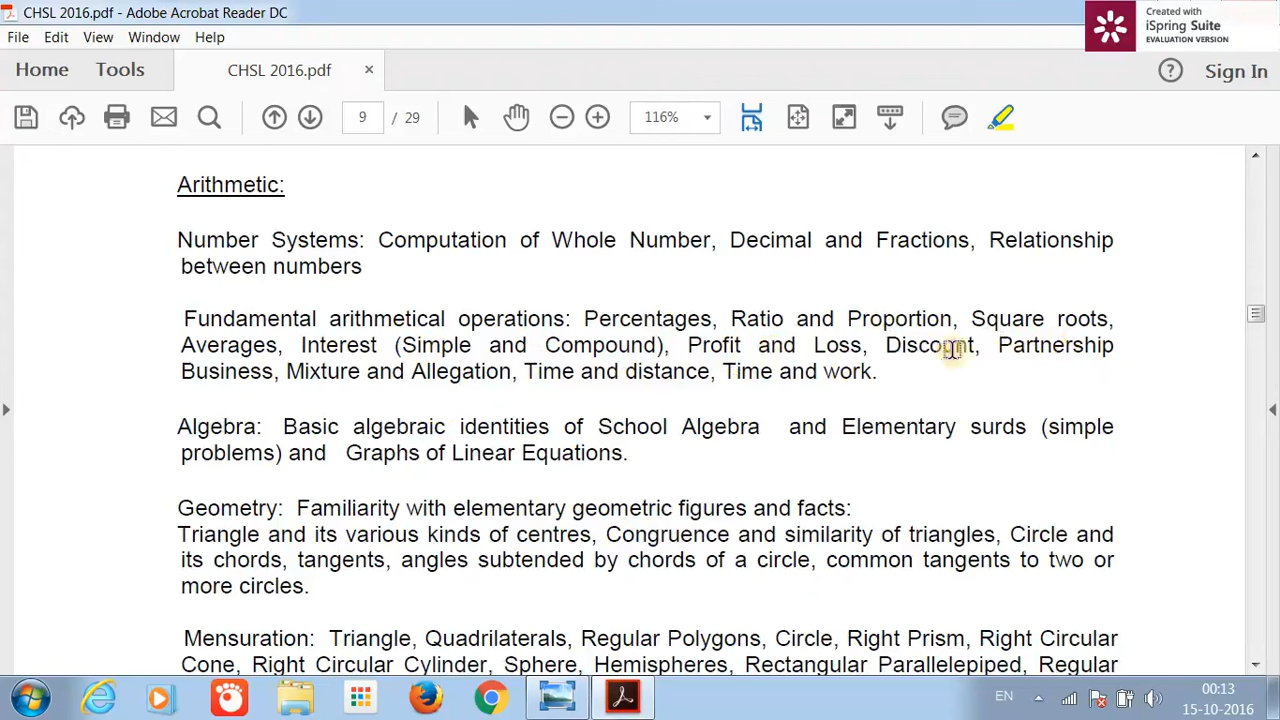 CHSL 2016.pdf - Adobe Acrobat Reader DC
Created with
iSpring Suite
EVALUATION VERSION
File Edit View Window Help
Home Tools CHSL 2016.pdf × ? Sign In
9 / 29 116%
Arithmetic:
Number Systems: Computation of Whole Number, Decimal and Fractions, Relationship
between numbers
Fundamental arithmetical operations: Percentages, Ratio and Proportion, Square roots,
Averages, Interest (Simple and Compound), Profit and Loss, Discount, Partnership
Business, Mixture and Allegation, Time and distance, Time and work.
Algebra: Basic algebraic identities of School Algebra and Elementary surds (simple
problems) and Graphs of Linear Equations.
Geometry: Familiarity with elementary geometric figures and facts:
Triangle and its various kinds of centres, Congruence and similarity of triangles, Circle and
its chords, tangents, angles subtended by chords of a circle, common tangents to two or
more circles.
Mensuration: Triangle, Quadrilaterals, Regular Polygons, Circle, Right Prism, Right Circular
Cone, Right Circular Cylinder, Sphere, Hemispheres, Rectangular Parallelepiped, Regular
EN 00:13
15-10-2016